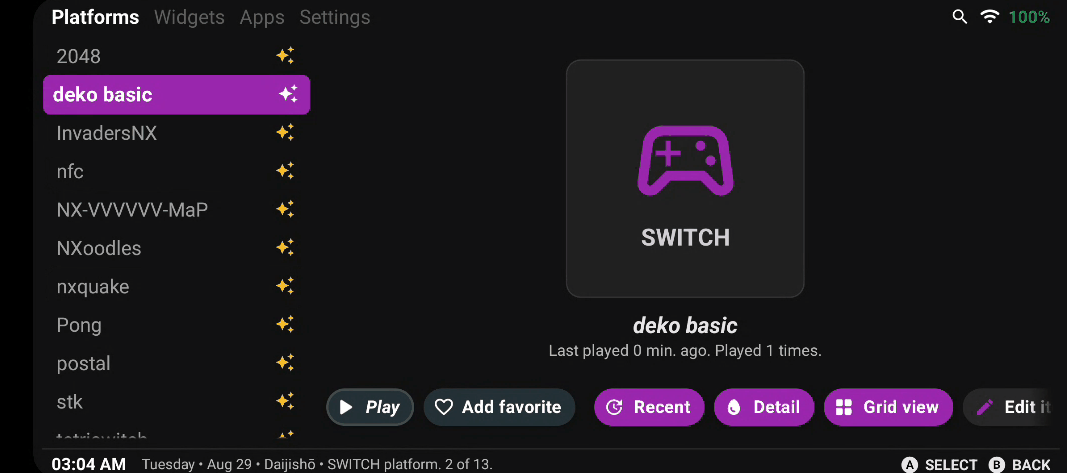 Platforms Widgets Apps Settings 100%
2048
deko basic
InvadersNX
nfc
NX-VVVVVV-MaP
NXoodles
nxquake
Pong
postal
stk
SWITCH
deko basic
Last played 0 min. ago. Played 1 times.
Play Add favorite Recent Detail Grid view Edit it
03:04 AM Tuesday • Aug 29 • Daijishō • SWITCH platform. 2 of 13. A SELECT B BACK